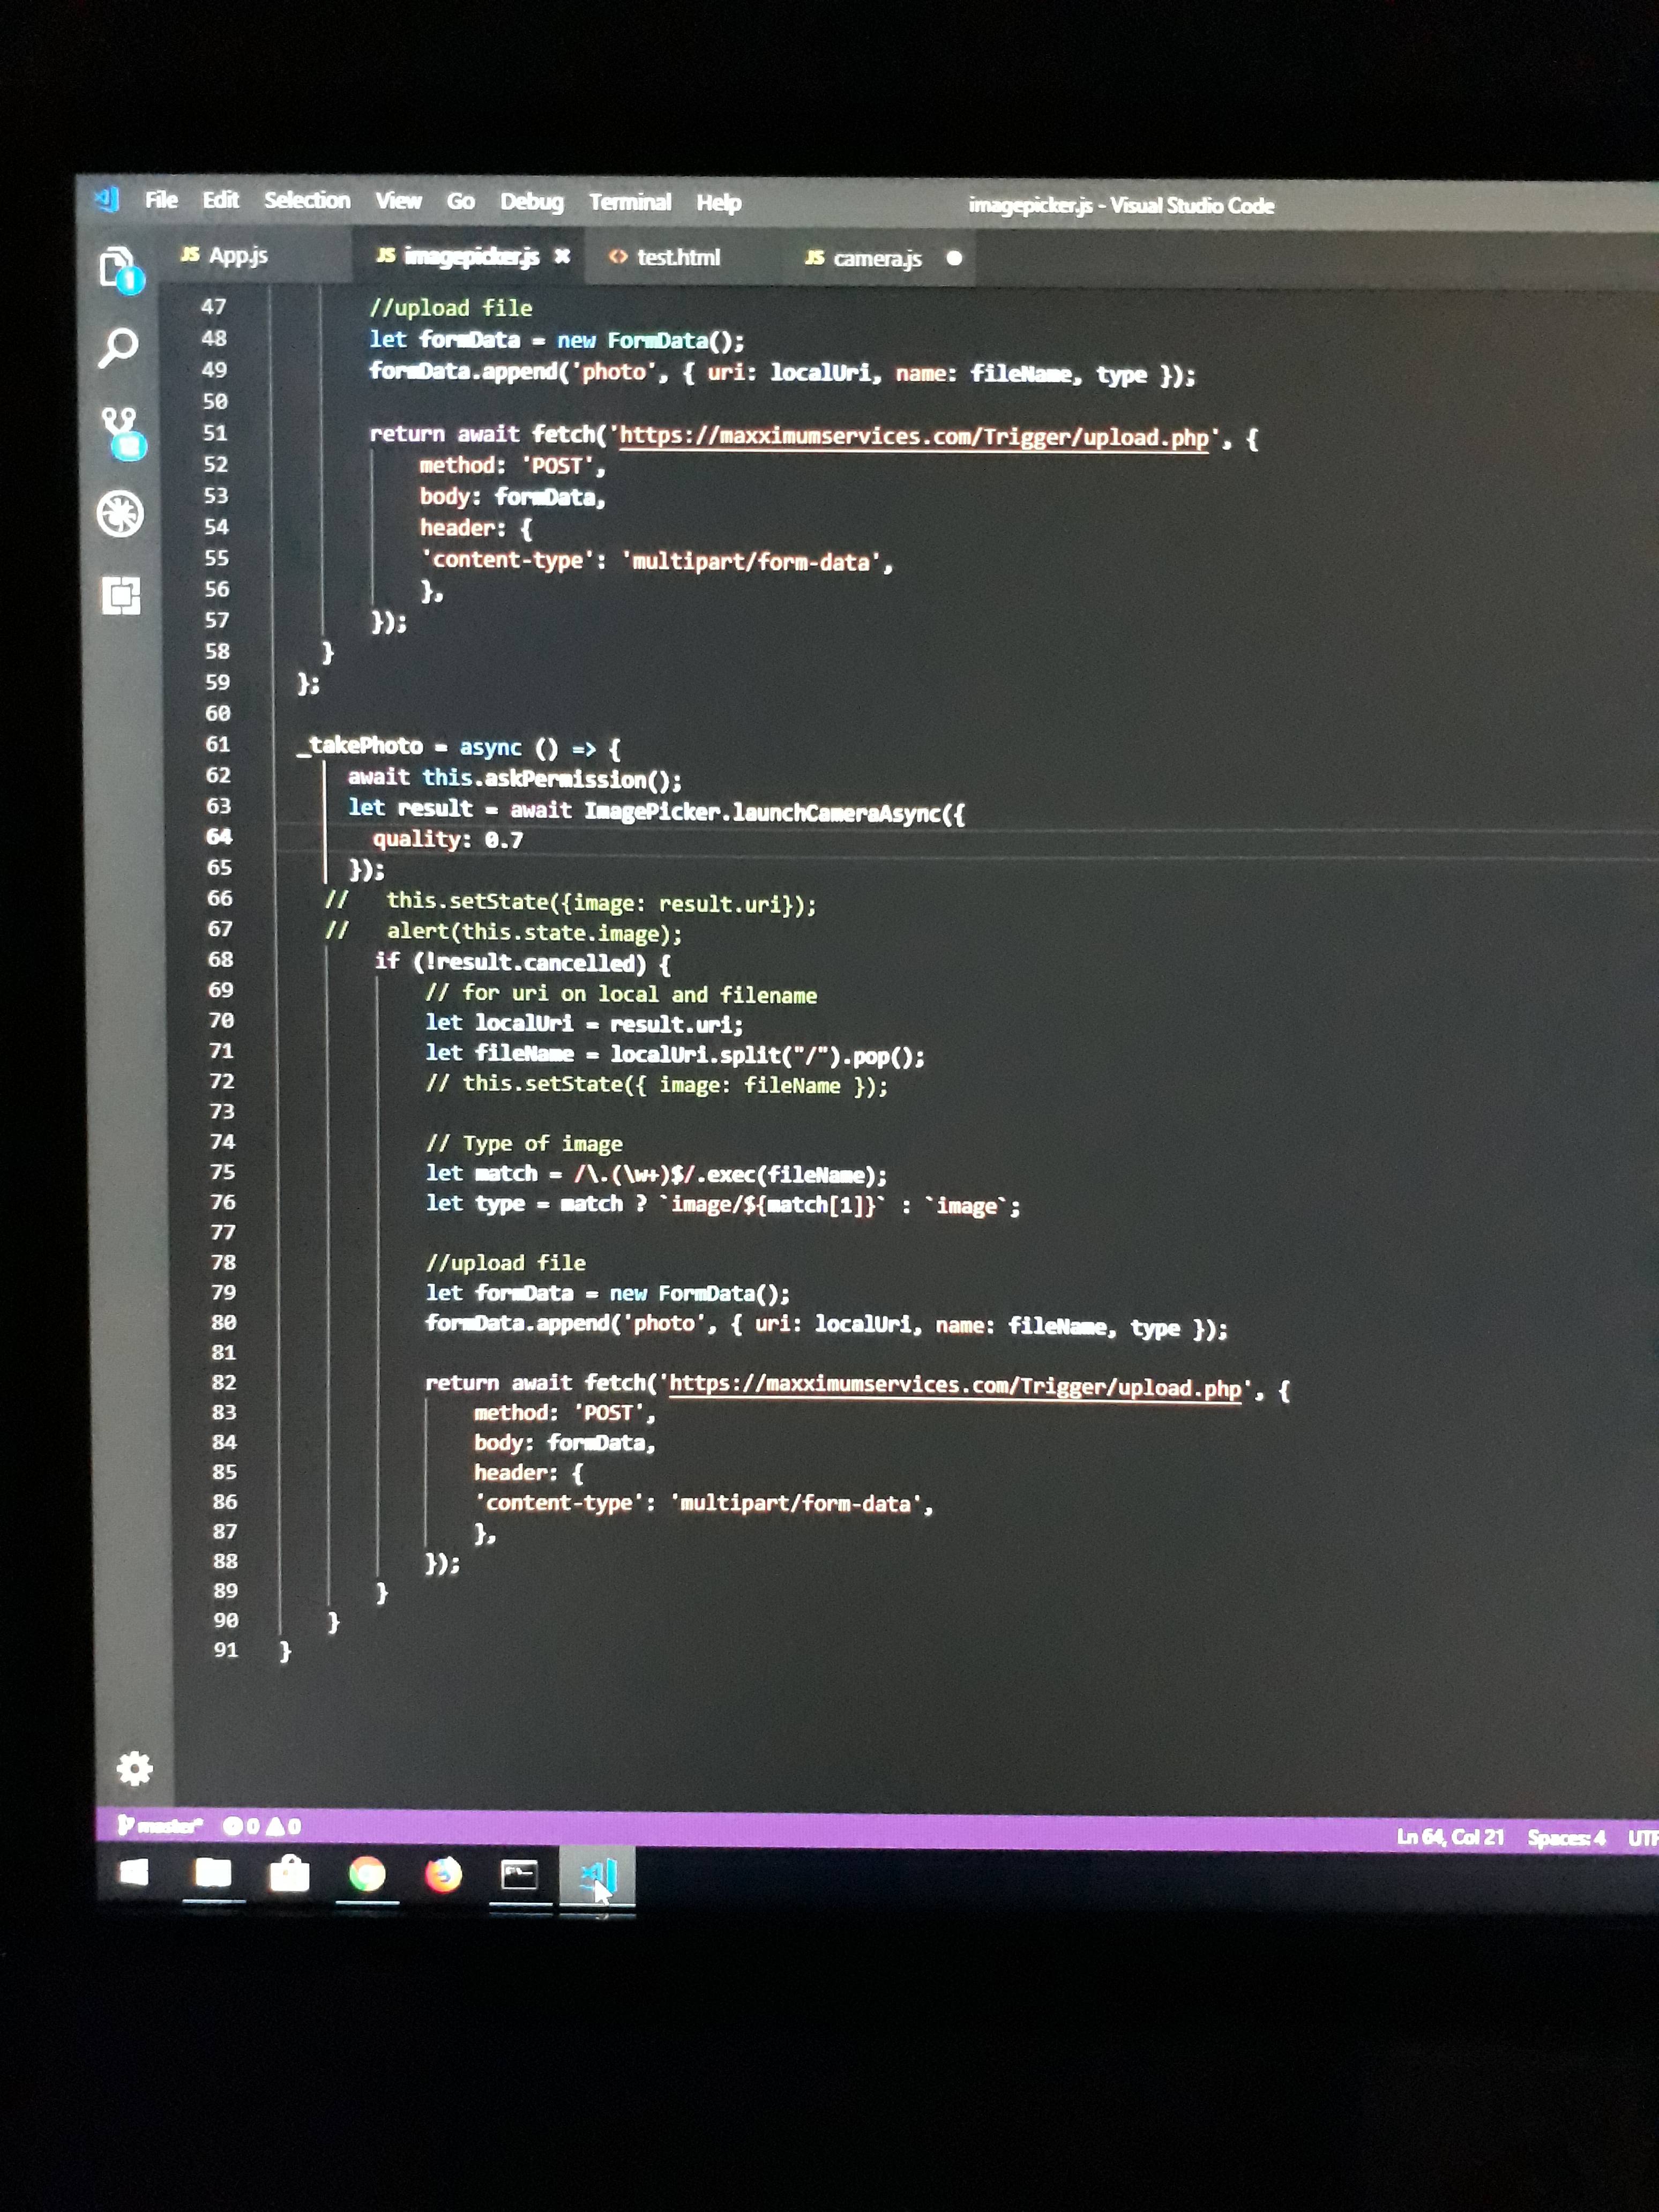 File Edit Selection View Go Debug Terminal Help imagepicker.js - Visual Studio Code
JS App.js JS imagepicker.js <> test.html JS camera.js
1
47 //upload file
48 let formData = new FormData();
49 formData.append('photo', { uri: localUri, name: fileName, type });
50
51 return await fetch('https://maxximumservices.com/Trigger/upload.php', {
52 method: 'POST',
53 body: formData,
54 header: {
55 'content-type': 'multipart/form-data',
56 },
57 });
58 }
59 };
60
61 _takePhoto = async () => {
62 await this.askPermission();
63 let result = await ImagePicker.launchCameraAsync({
64 quality: 0.7
65 });
66 // this.setState({image: result.uri});
67 // alert(this.state.image);
68 if (!result.cancelled) {
69 // for uri on local and filename
70 let localUri = result.uri;
71 let fileName = localUri.split("/").pop();
72 // this.setState({ image: fileName });
73
74 // Type of image
75 let match = /\.(\w+)$/.exec(fileName);
76 let type = match ? `image/${match[1]}` : `image`;
77
78 //upload file
79 let formData = new FormData();
80 formData.append('photo', { uri: localUri, name: fileName, type });
81
82 return await fetch('https://maxximumservices.com/Trigger/upload.php', {
83 method: 'POST',
84 body: formData,
85 header: {
86 'content-type': 'multipart/form-data',
87 },
88 });
89 }
90 }
91 }
master* 0 0 Ln 64, Col 21 Spaces: 4 UTF